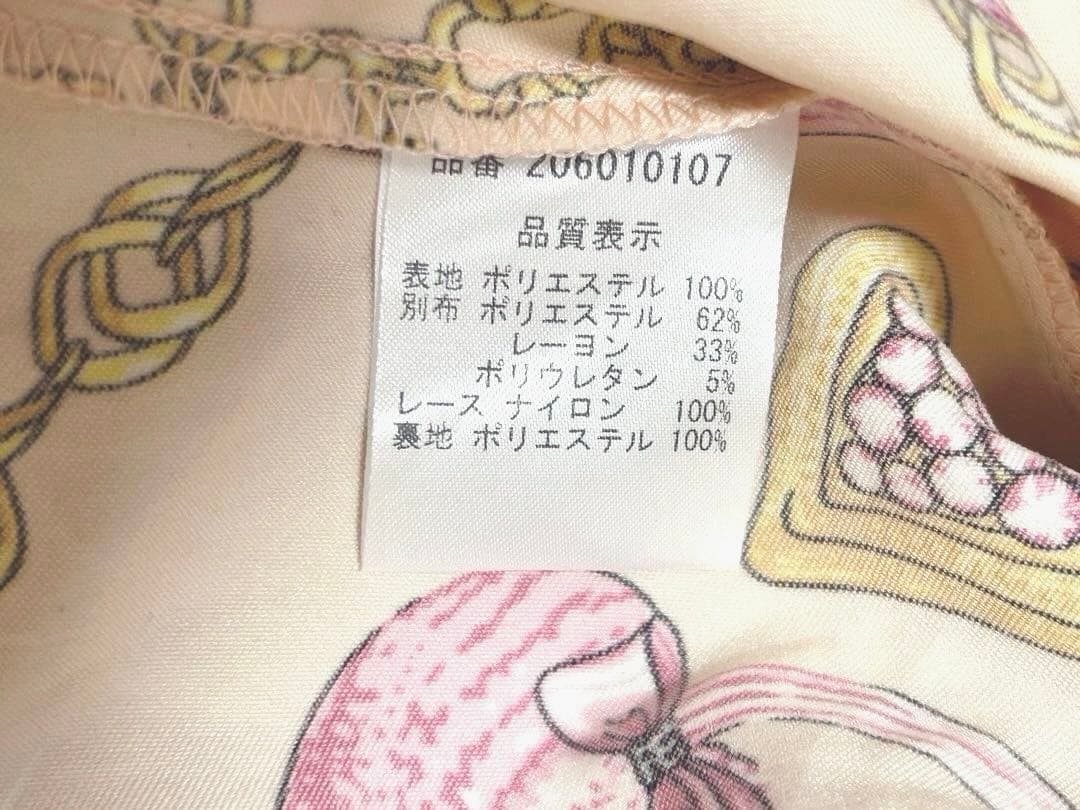 品番 206010107
品質表示
表地 ポリエステル 100%
別布 ポリエステル 62%
レーヨン 33%
ポリウレタン 5%
レース ナイロン 100%
裏地 ポリエステル 100%